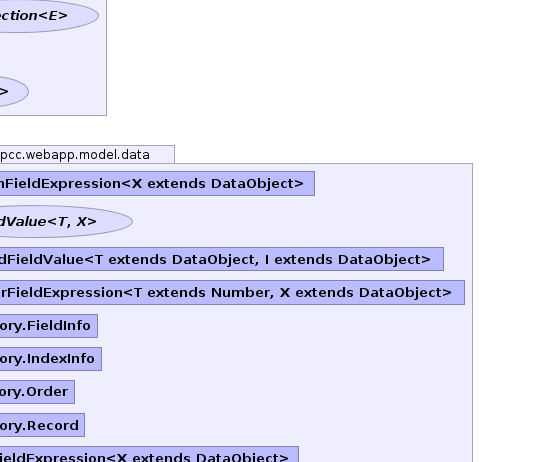 ction<E>
>
pcc.webapp.model.data
nFieldExpression<X extends DataObject>
dValue<T, X>
dFieldValue<T extends DataObject, I extends DataObject>
rFieldExpression<T extends Number, X extends DataObject>
ory.FieldInfo
ory.IndexInfo
ory.Order
ory.Record
ieldExpression<X extends DataObject>